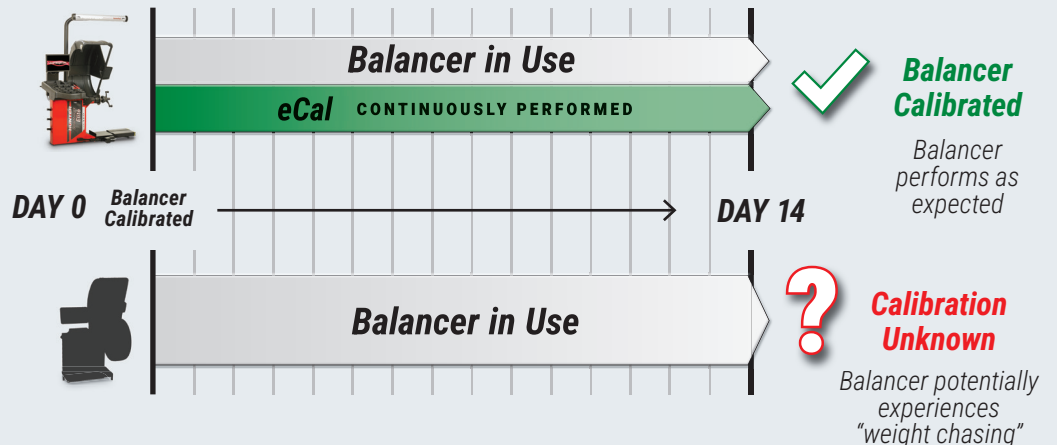 Balancer in Use
eCal CONTINUOUSLY PERFORMED
Balancer
Calibrated
Balancer
performs as
expected
DAY 0
Balancer
Calibrated
DAY 14
Balancer in Use
?
Calibration
Unknown
Balancer potentially
experiences
“weight chasing”